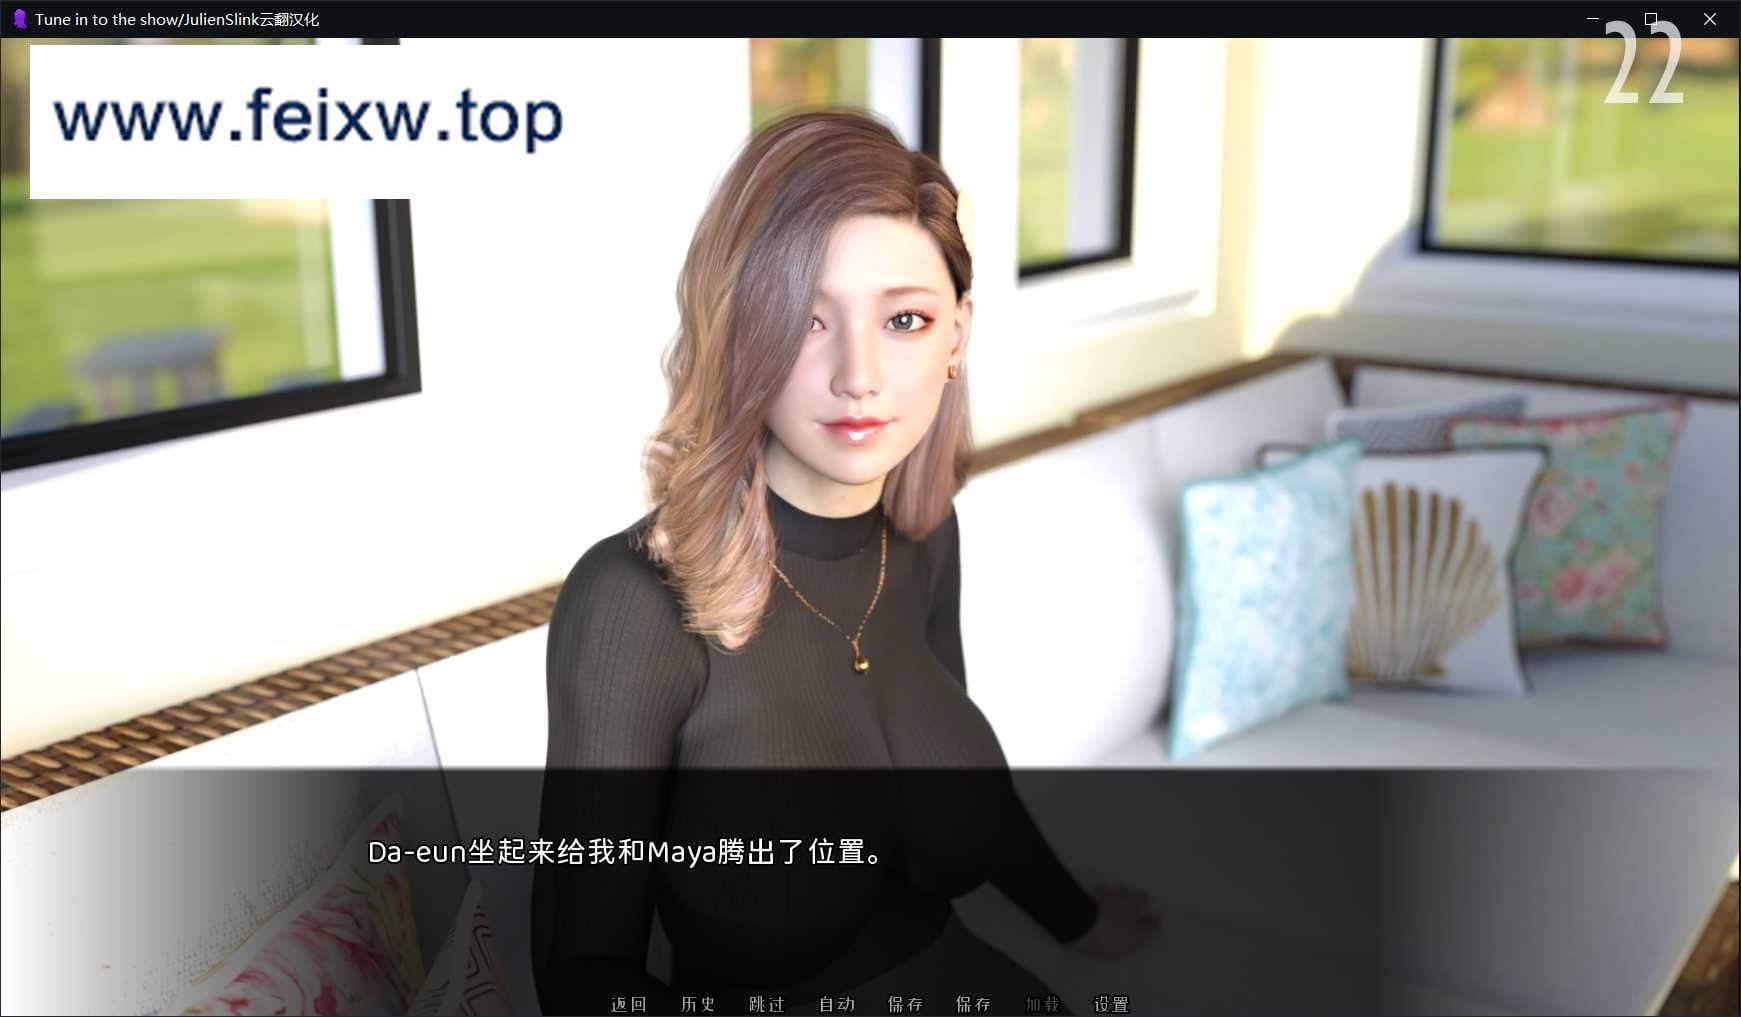 Tune in to the show/JulienSlink云翻汉化
22
www.feixw.top
Da-eun坐起来给我和Maya腾出了位置。
返回 历史 跳过 自动 保存 保存 加载 设置